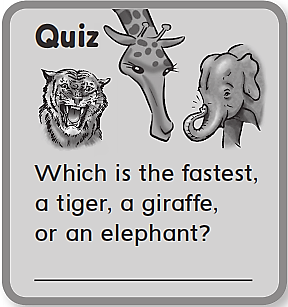 Quiz
Which is the fastest,
a tiger, a giraffe,
or an elephant?